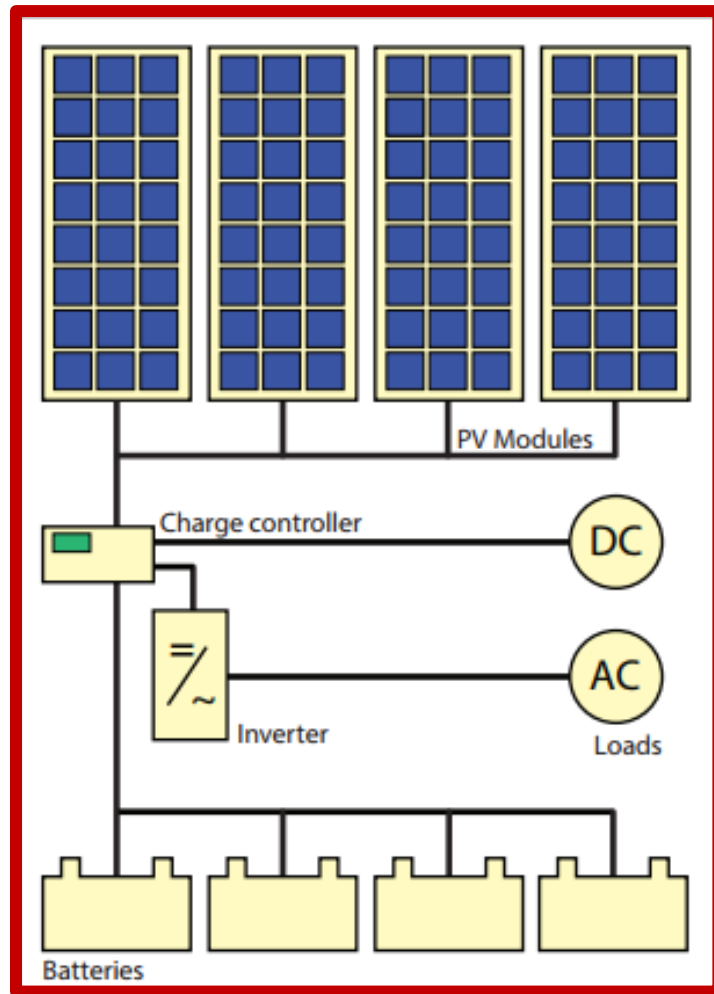 PV Modules
Charge controller
DC
=
~
AC
Inverter
Loads
Batteries